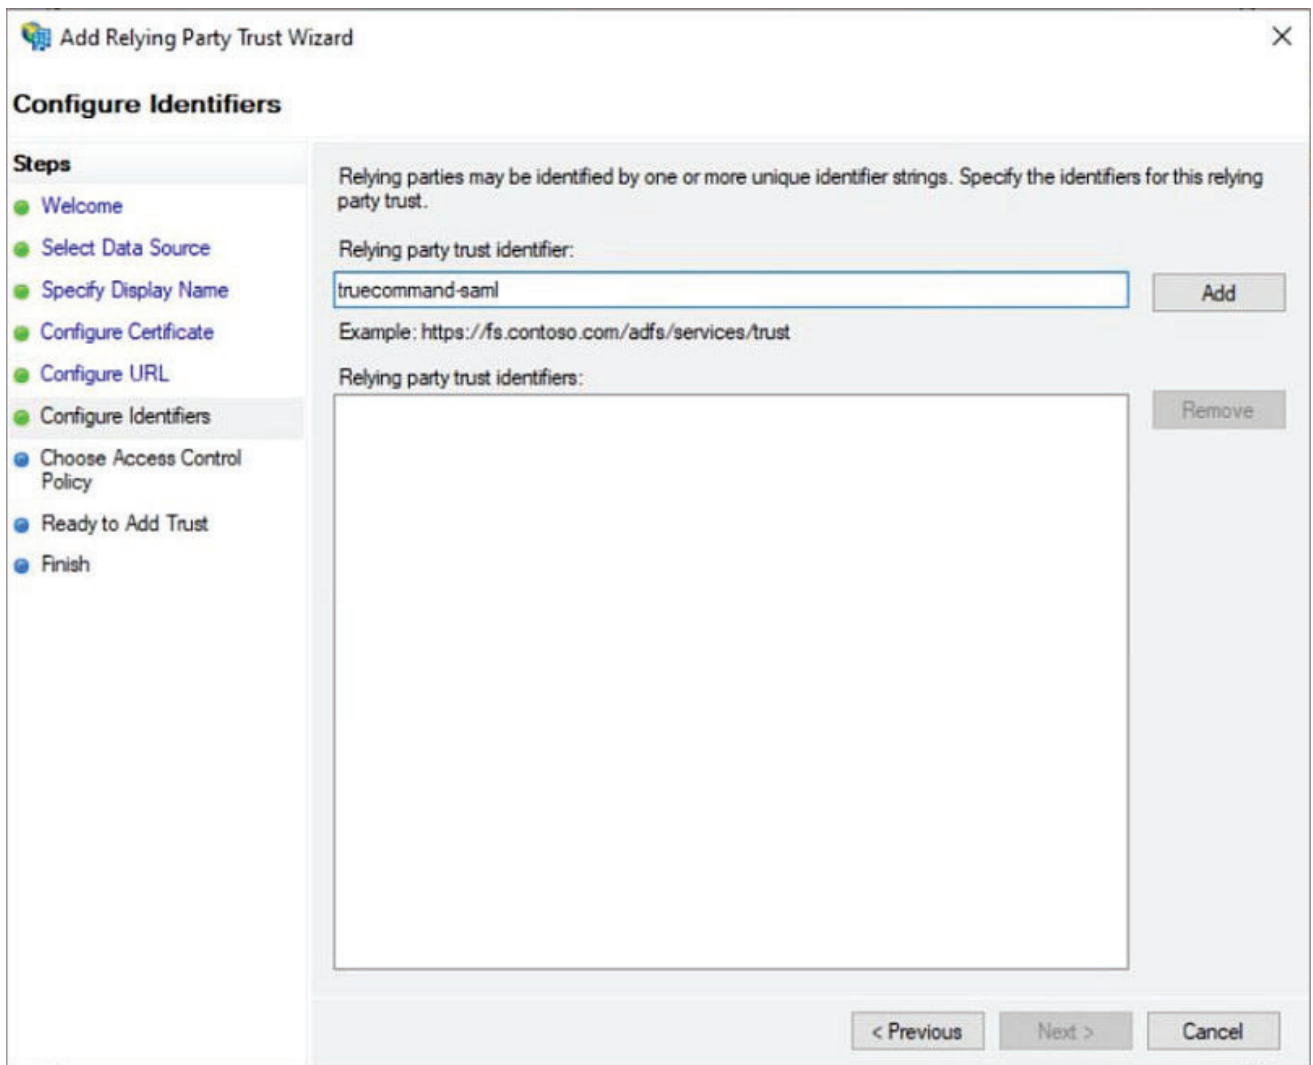 Add Relying Party Trust Wizard
Configure Identifiers
Steps
Welcome
Select Data Source
Specify Display Name
Configure Certificate
Configure URL
Configure Identifiers
Choose Access Control
Policy
Ready to Add Trust
Finish
Relying parties may be identified by one or more unique identifier strings. Specify the identifiers for this relying
party trust.
Relying party trust identifier:
truecommand-saml
Add
Example: https://fs.contoso.com/adfs/services/trust
Relying party trust identifiers:
Remove
< Previous
Next >
Cancel